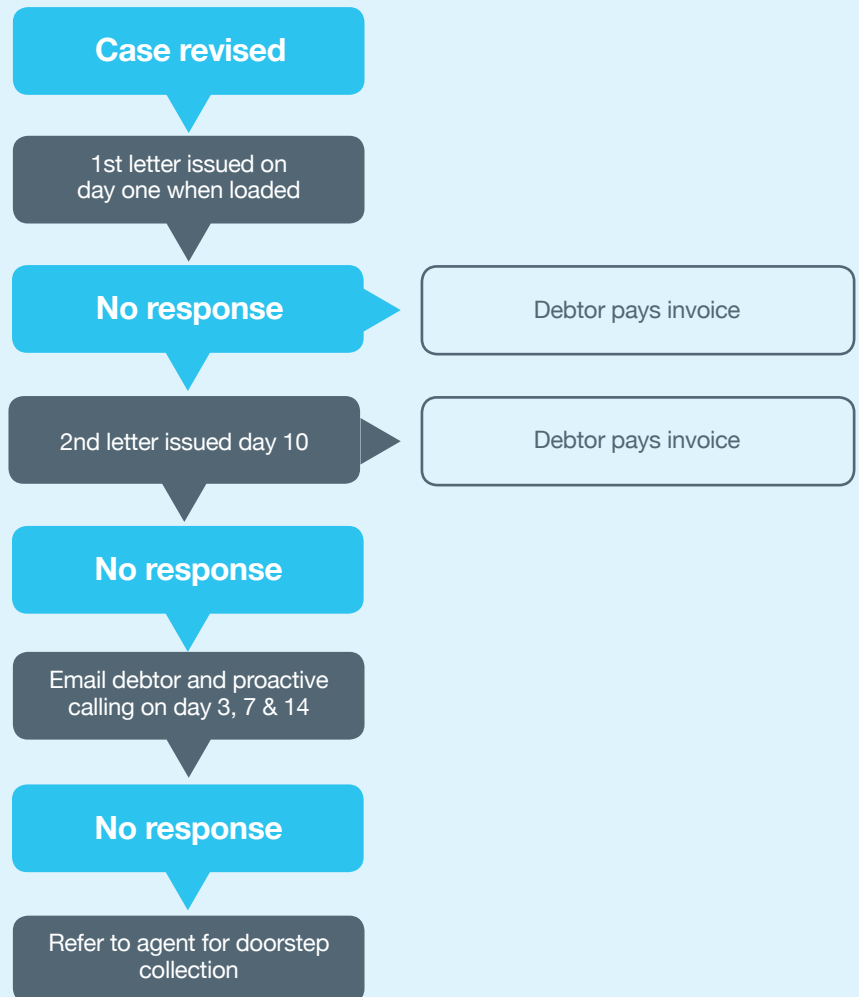 Case revised
1st letter issued on
day one when loaded
No response
Debtor pays invoice
2nd letter issued day 10
Debtor pays invoice
No response
Email debtor and proactive
calling on day 3, 7 & 14
No response
Refer to agent for doorstep
collection